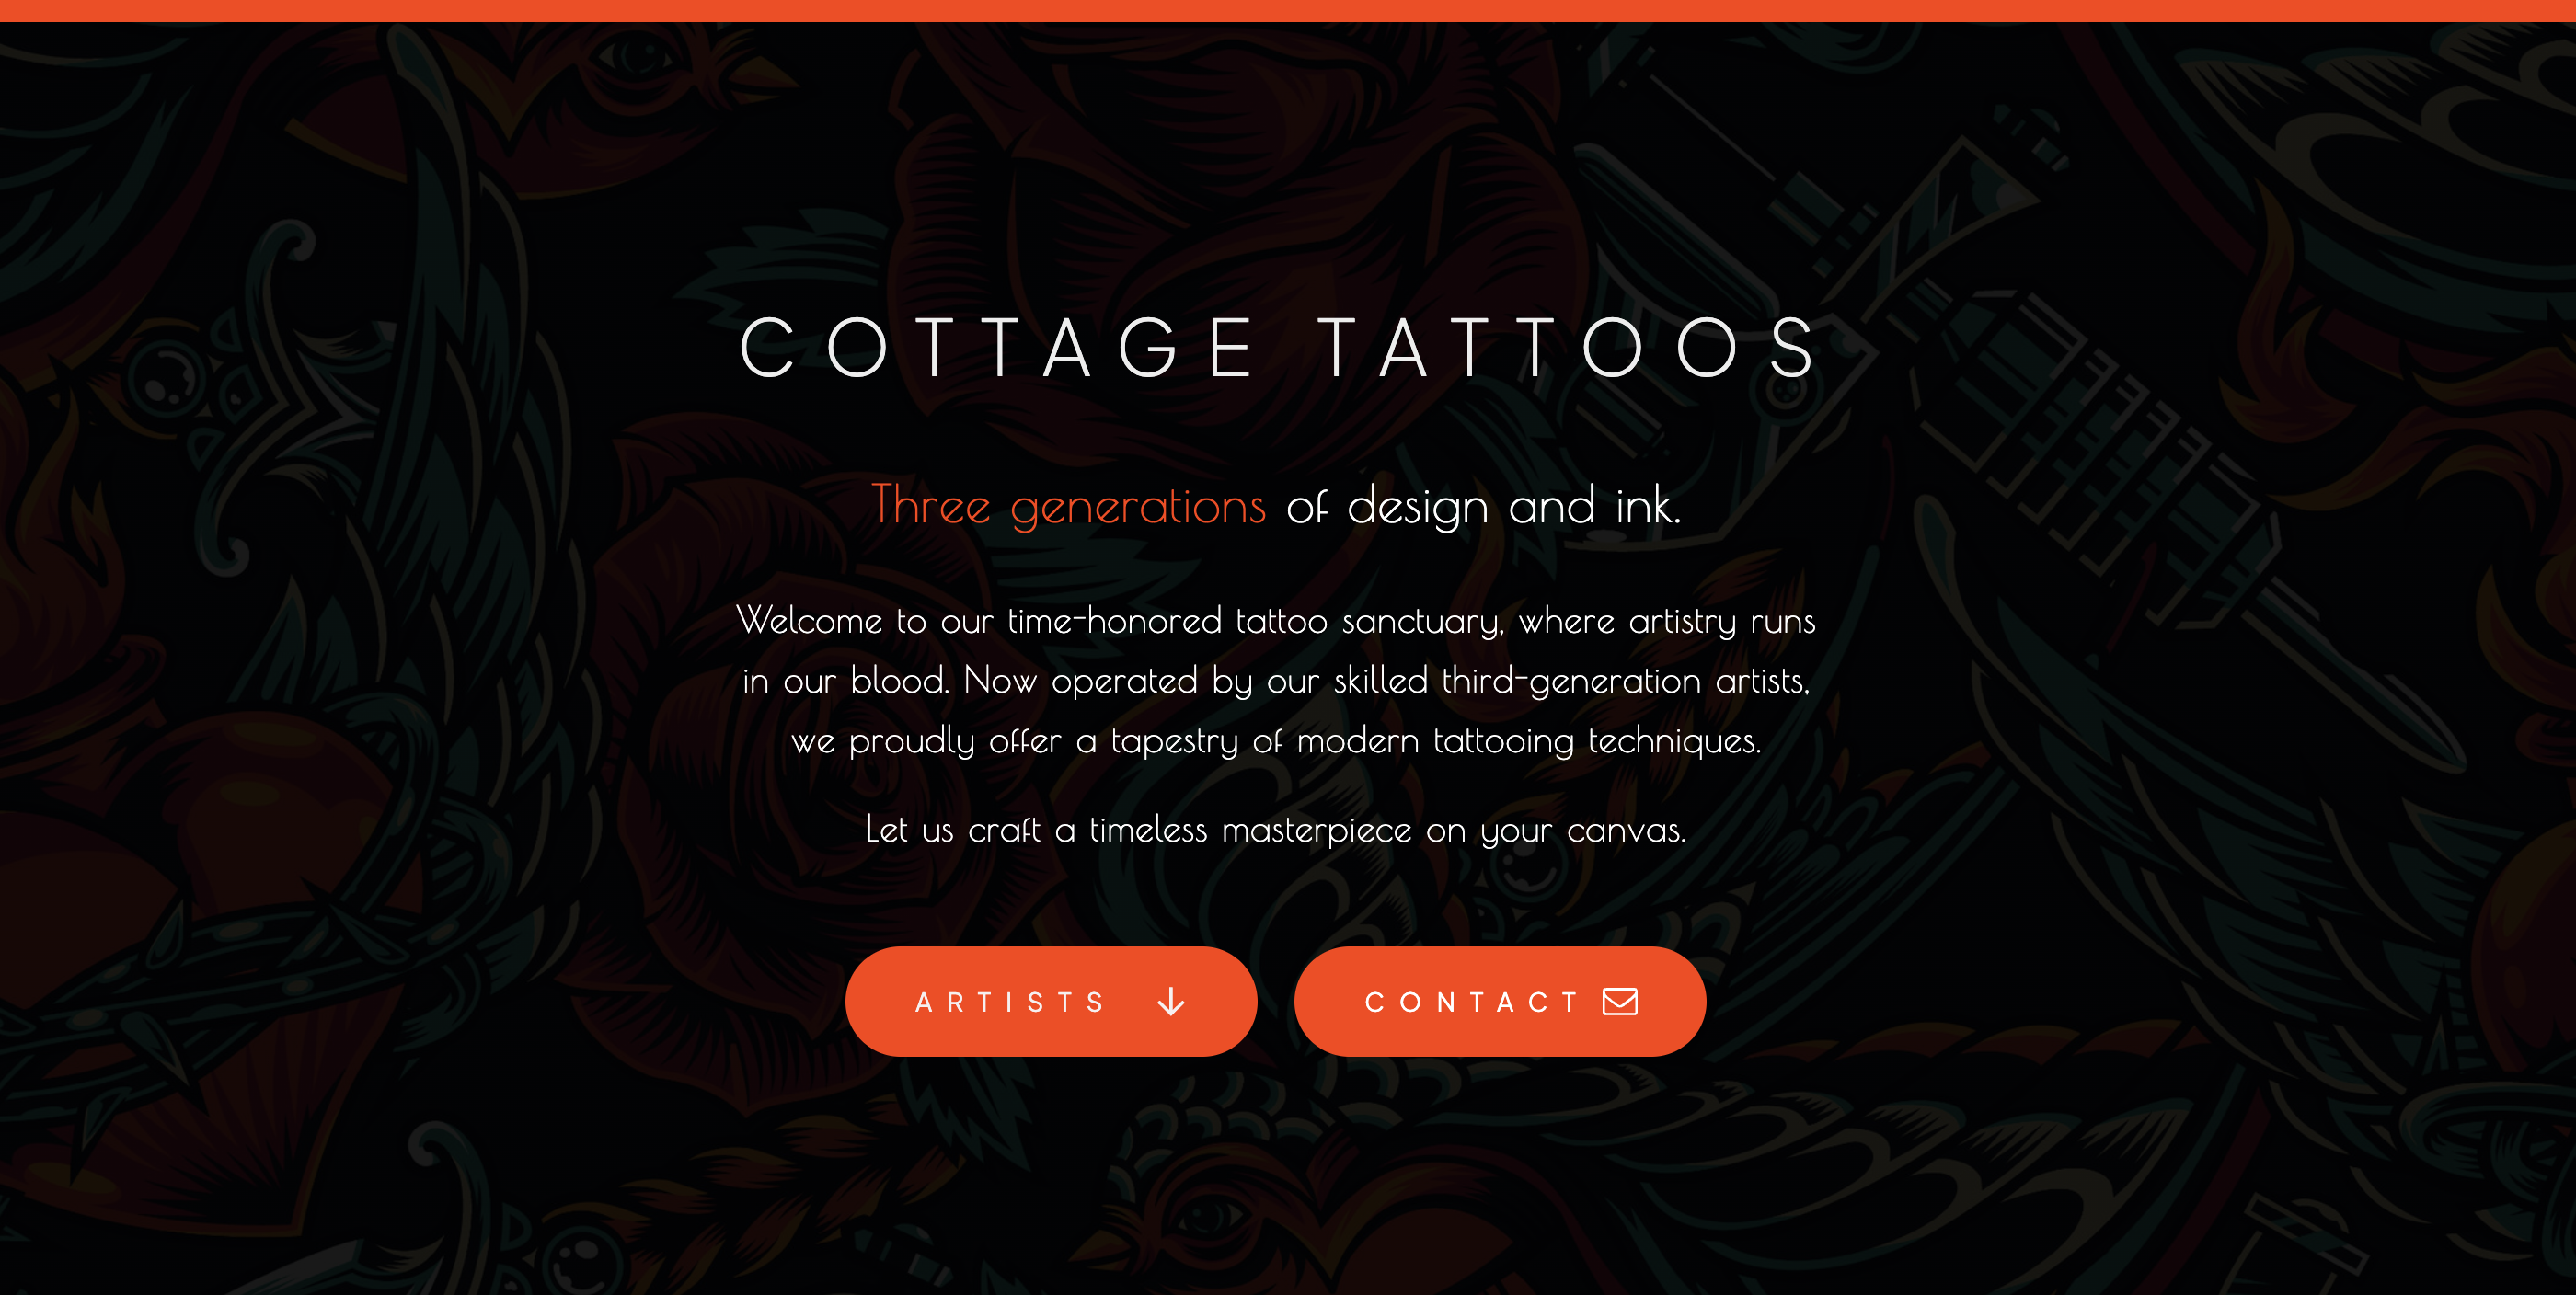 COTTAGE TATTOOS
Three generations of design and ink.
Welcome to our time-honored tattoo sanctuary, where artistry runs
in our blood. Now operated by our skilled third-generation artists,
we proudly offer a tapestry of modern tattooing techniques.
Let us craft a timeless masterpiece on your canvas.
ARTISTS
CONTACT